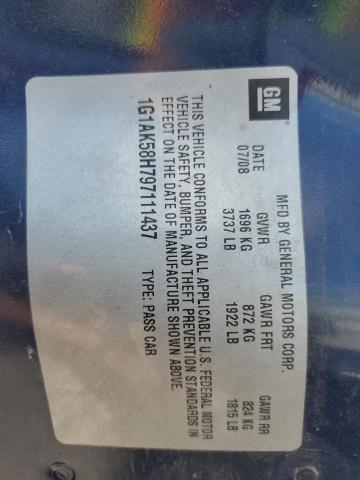 GM
MFD BY GENERAL MOTORS CORP.
DATE GVWR GAWR FRT GAWR RR
07/08 1696 KG 872 KG 824 KG
3737 LB 1922 LB 1815 LB
THIS VEHICLE CONFORMS TO ALL APPLICABLE U.S. FEDERAL MOTOR
VEHICLE SAFETY, BUMPER, AND THEFT PREVENTION STANDARDS IN
EFFECT ON THE DATE OF MANUFACTURE SHOWN ABOVE.
1G1AK58H797111437 TYPE: PASS CAR